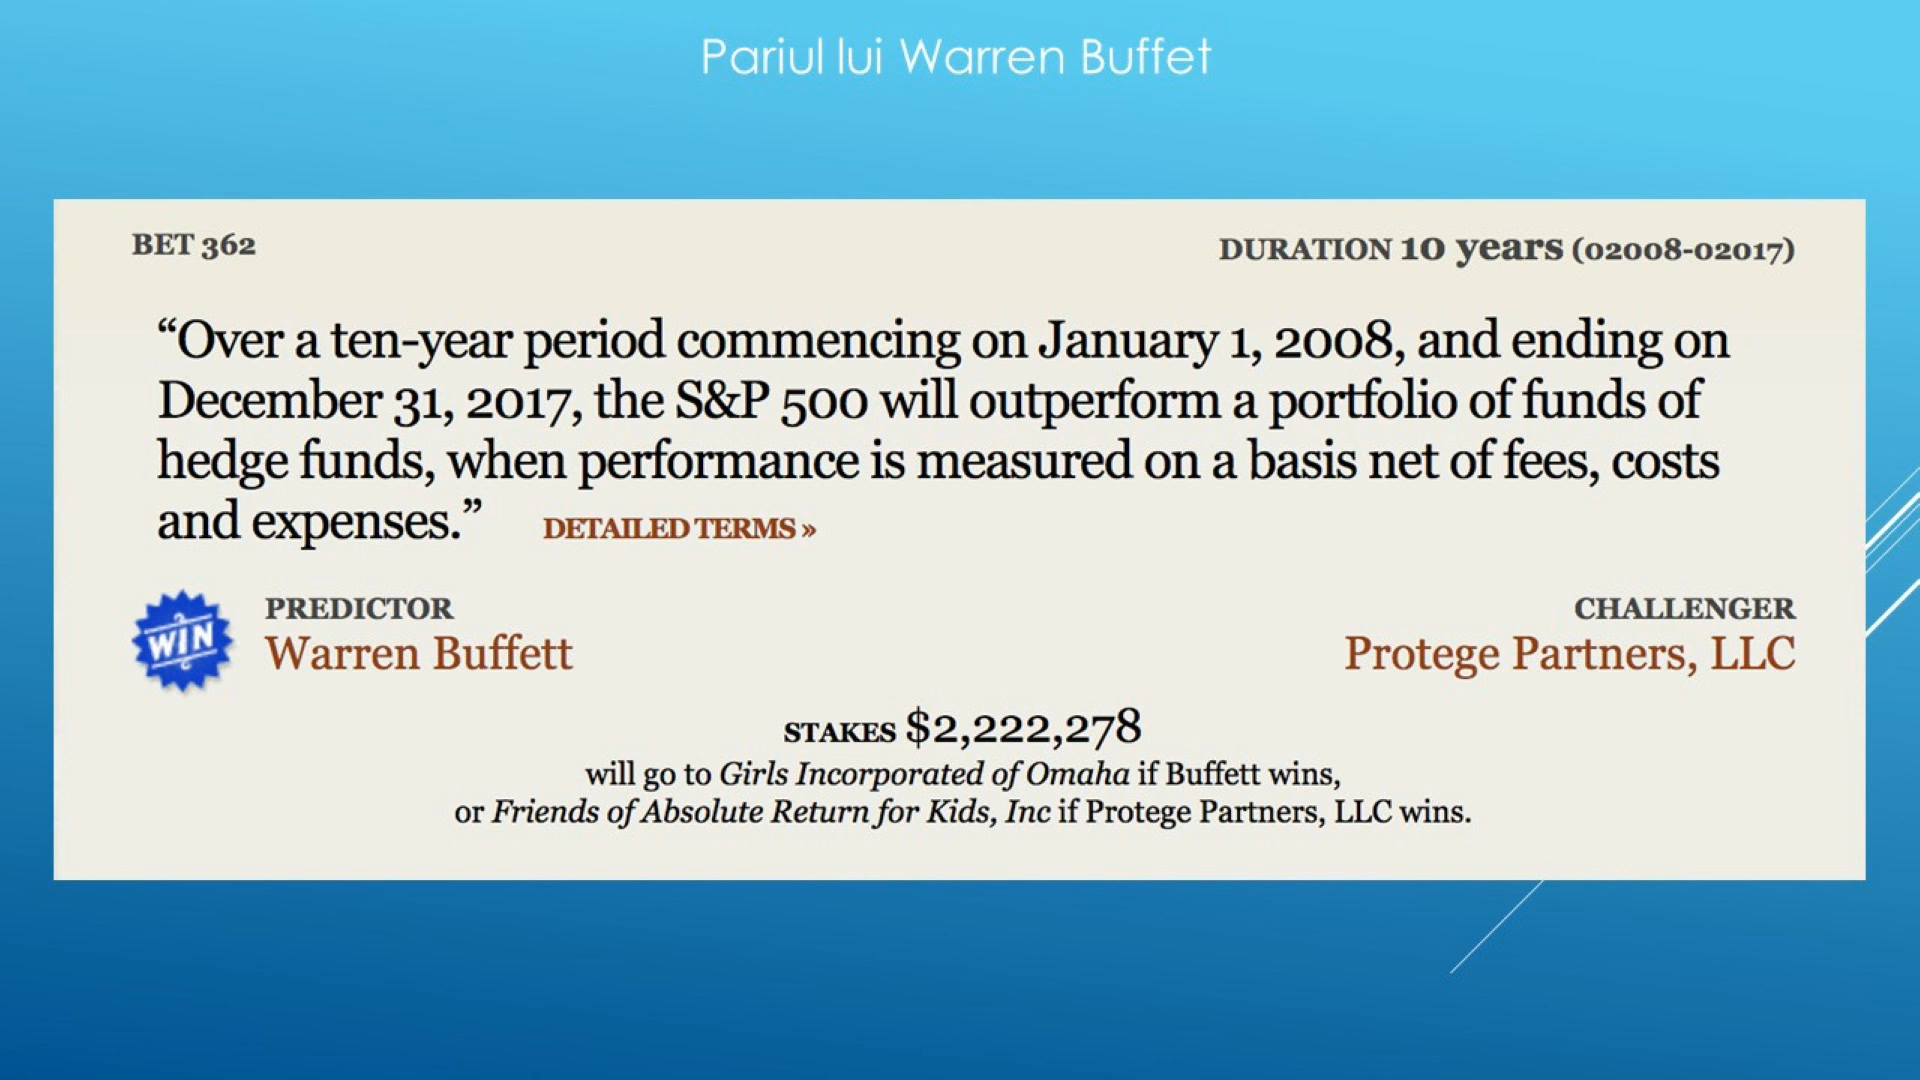 Pariul lui Warren Buffet
BET 362
DURATION 10 years (02008-02017)
“Over a ten-year period commencing on January 1, 2008, and ending on
December 31, 2017, the S&P 500 will outperform a portfolio of funds of
hedge funds, when performance is measured on a basis net of fees, costs
and expenses.” DETAILED TERMS »
WIN
PREDICTOR
Warren Buffett
CHALLENGER
Protege Partners, LLC
STAKES $2,222,278
will go to Girls Incorporated of Omaha if Buffett wins,
or Friends of Absolute Return for Kids, Inc if Protege Partners, LLC wins.